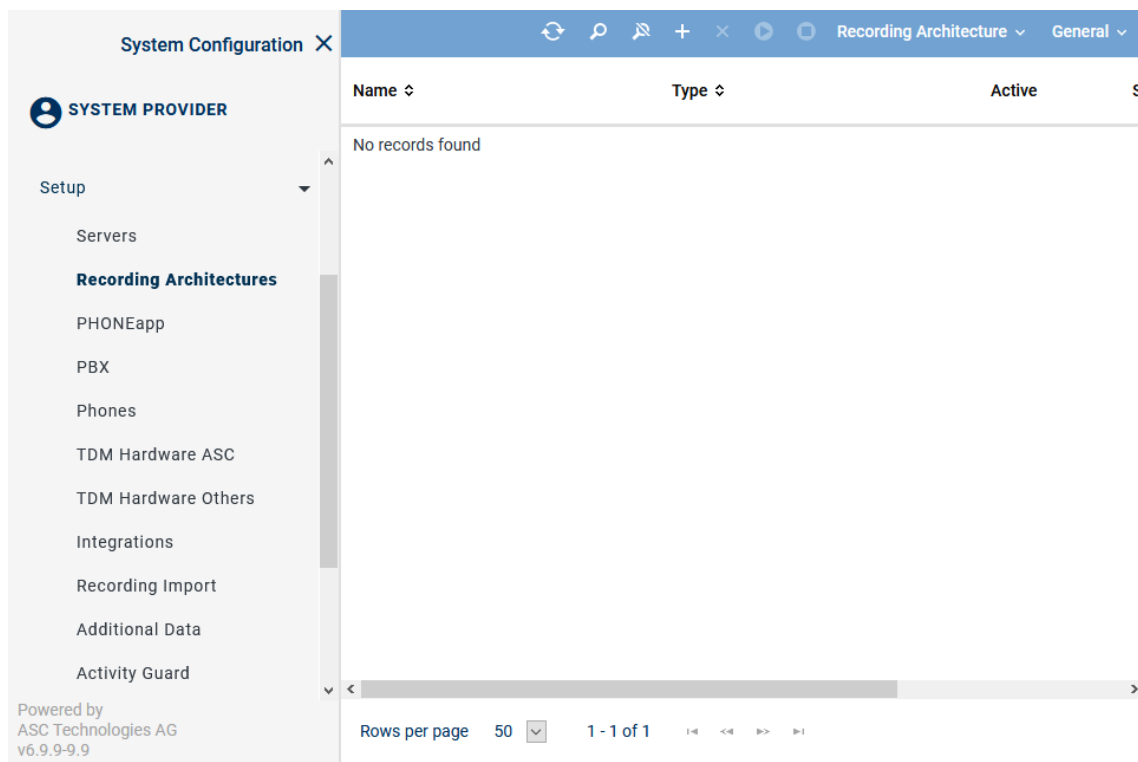 System Configuration
Recording Architecture General
SYSTEM PROVIDER
Name Type Active S
No records found
Setup
Servers
Recording Architectures
PHONEapp
PBX
Phones
TDM Hardware ASC
TDM Hardware Others
Integrations
Recording Import
Additional Data
Activity Guard
Powered by
ASC Technologies AG
v6.9.9-9.9
Rows per page 50 1 - 1 of 1